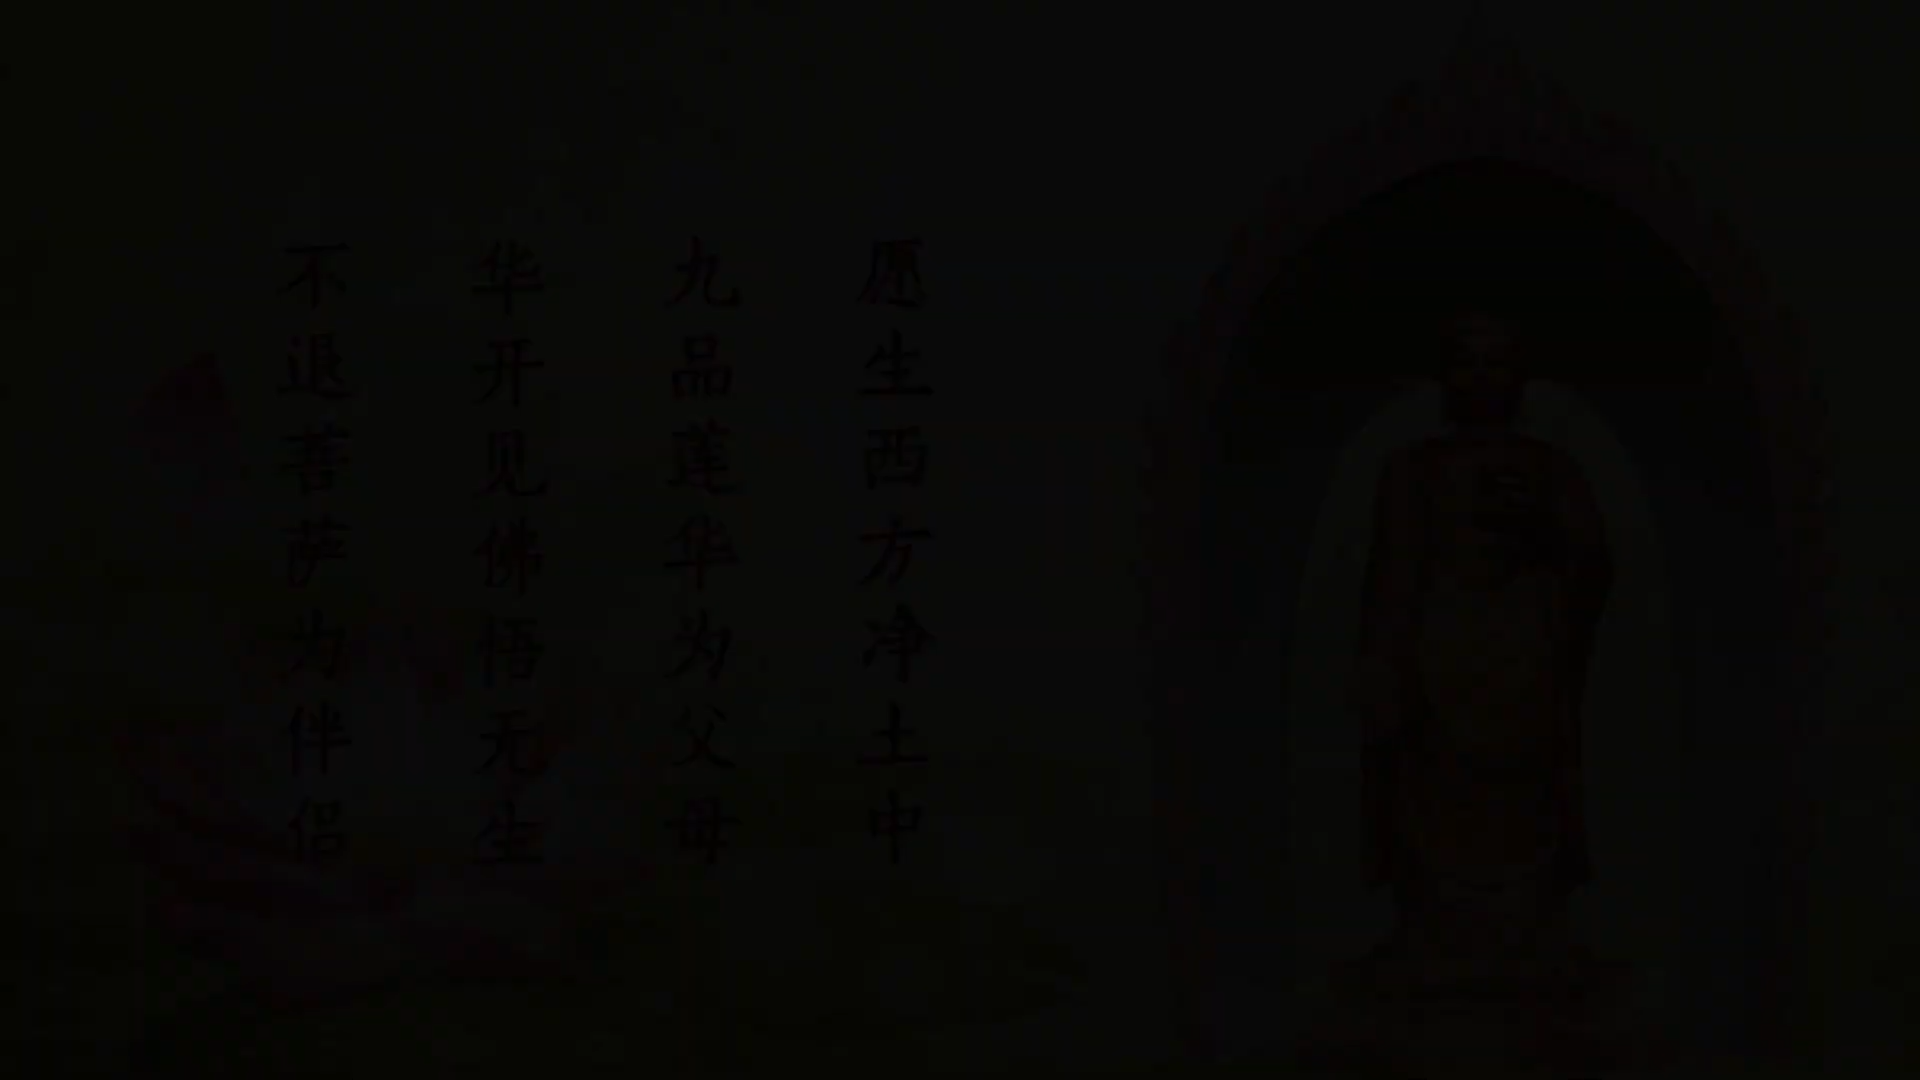 愿生西方净土中
九品莲华为父母
华开见佛悟无生
不退菩萨为伴侣